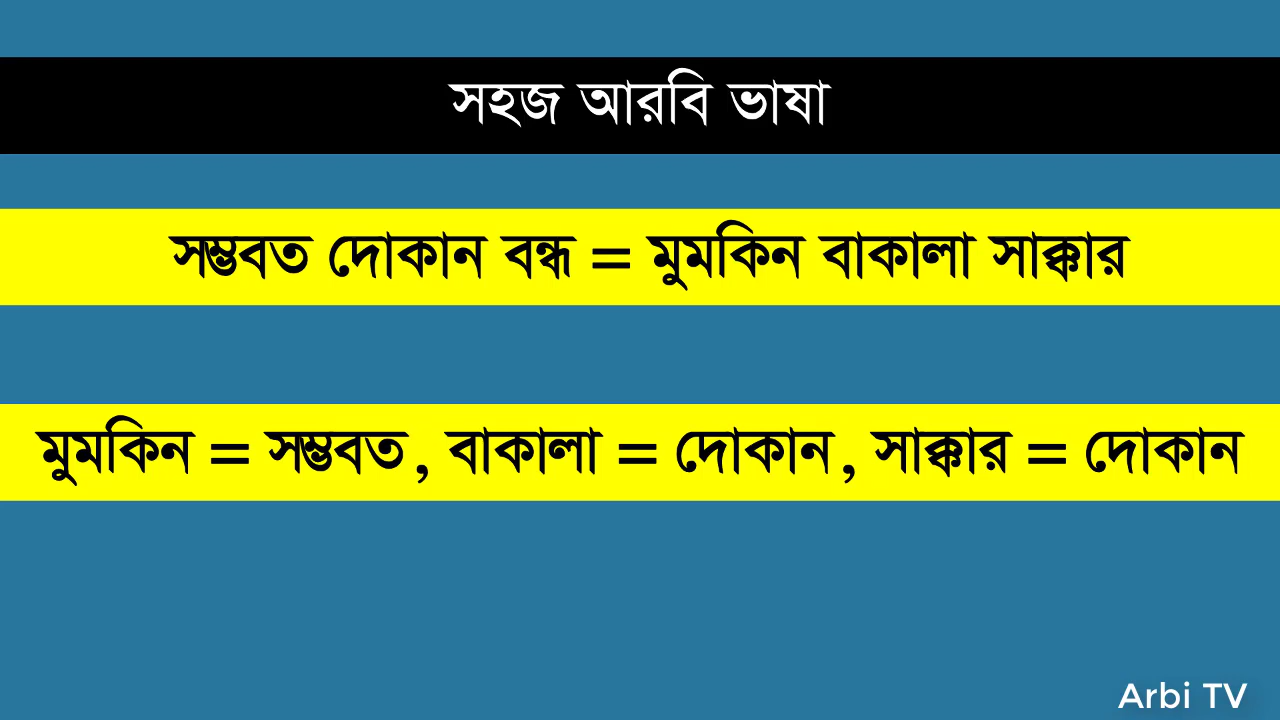 সহজ আরবি ভাষা
সম্ভবত দোকান বন্ধ = মুমকিন বাকালা সাক্কার
মুমকিন = সম্ভবত, বাকালা = দোকান, সাক্কার = দোকান
Arbi TV